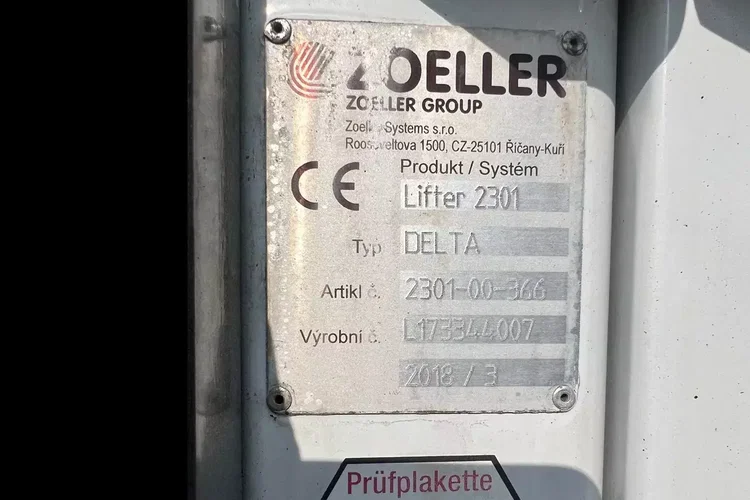 ZOELLER
ZOELLER GROUP
Zoeller Systems s.r.o.
Roosveltova 1500, CZ-25101 Říčany-Kuří
Produkt / Systém
CE Lifter 2301
Typ DELTA
Artikl č. 2301-00-366
Výrobní č. L173344007
2018 / 3
Prüfplakette